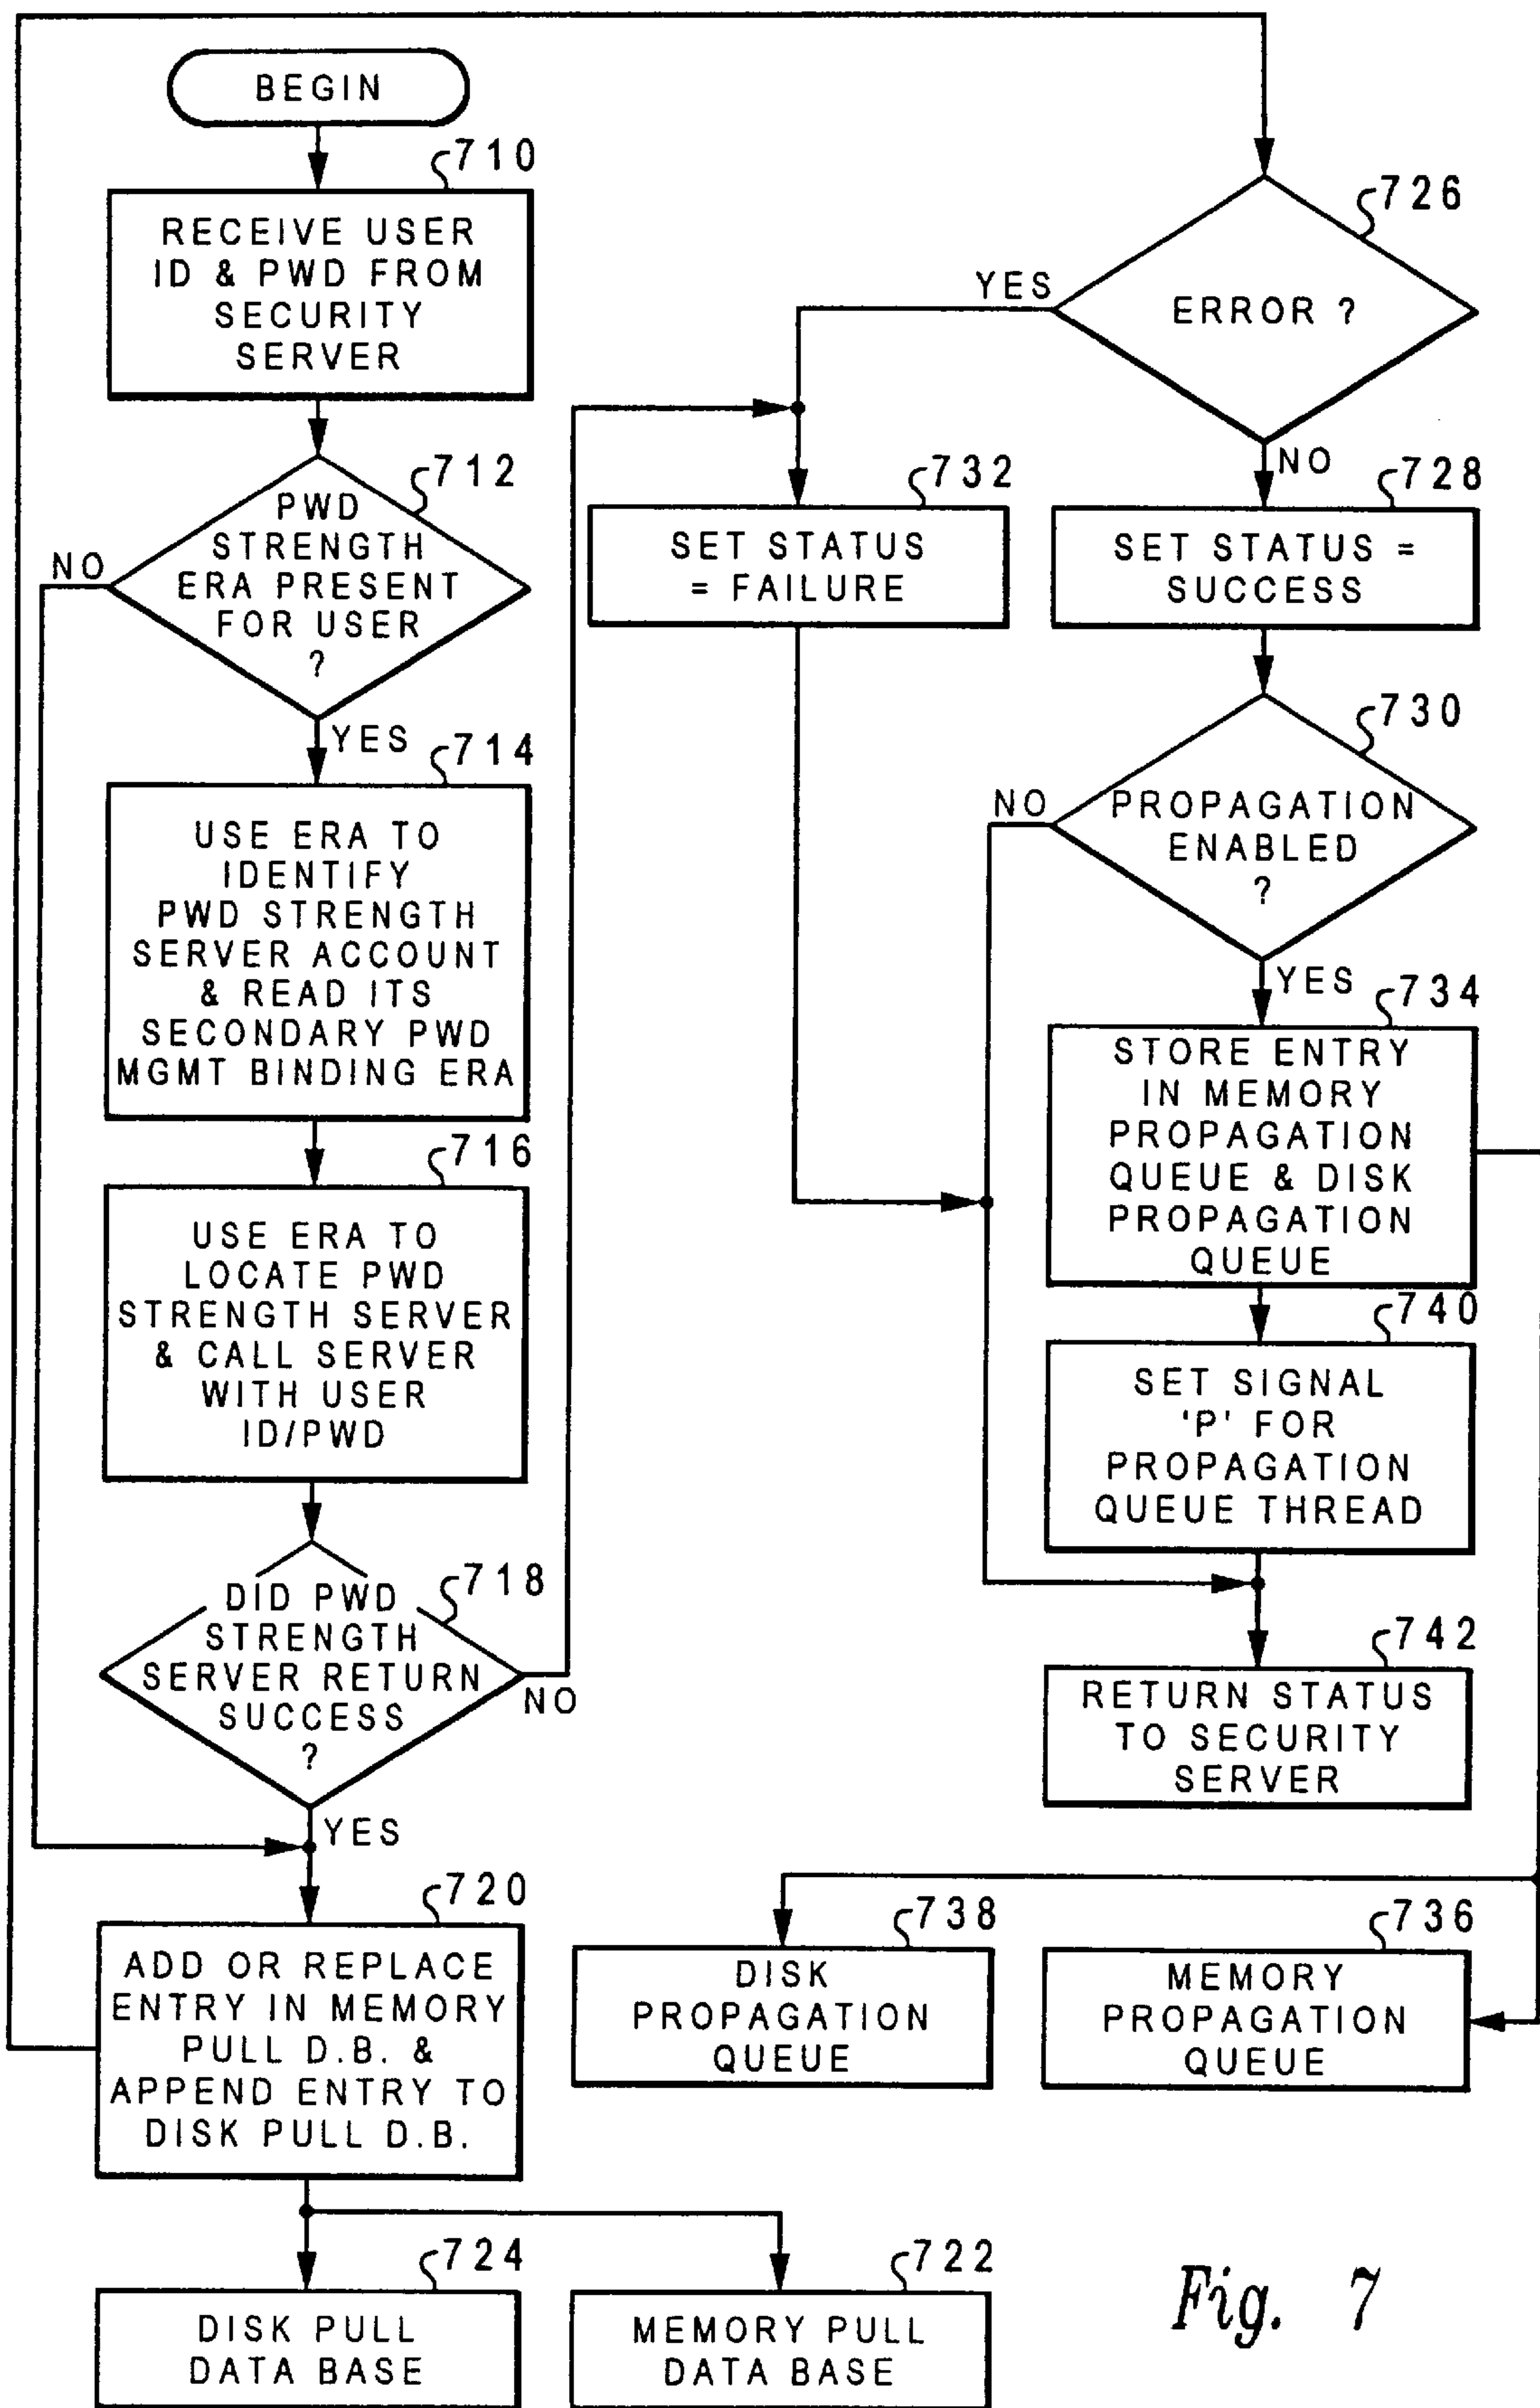 BEGIN
710
RECEIVE USER
ID & PWD FROM
SECURITY
SERVER
712
PWD
STRENGTH
ERA PRESENT
FOR USER
?
NO
YES
714
USE ERA TO
IDENTIFY
PWD STRENGTH
SERVER ACCOUNT
& READ ITS
SECONDARY PWD
MGMT BINDING ERA
716
USE ERA TO
LOCATE PWD
STRENGTH SERVER
& CALL SERVER
WITH USER
ID/PWD
718
DID PWD
STRENGTH
SERVER RETURN
SUCCESS
?
NO
YES
720
ADD OR REPLACE
ENTRY IN MEMORY
PULL D.B. &
APPEND ENTRY TO
DISK PULL D.B.
724
DISK PULL
DATA BASE
722
MEMORY PULL
DATA BASE
726
ERROR ?
YES
NO
732
SET STATUS
= FAILURE
728
SET STATUS =
SUCCESS
730
PROPAGATION
ENABLED
?
NO
YES
734
STORE ENTRY
IN MEMORY
PROPAGATION
QUEUE & DISK
PROPAGATION
QUEUE
740
SET SIGNAL
'P' FOR
PROPAGATION
QUEUE THREAD
742
RETURN STATUS
TO SECURITY
SERVER
738
DISK
PROPAGATION
QUEUE
736
MEMORY
PROPAGATION
QUEUE
Fig. 7